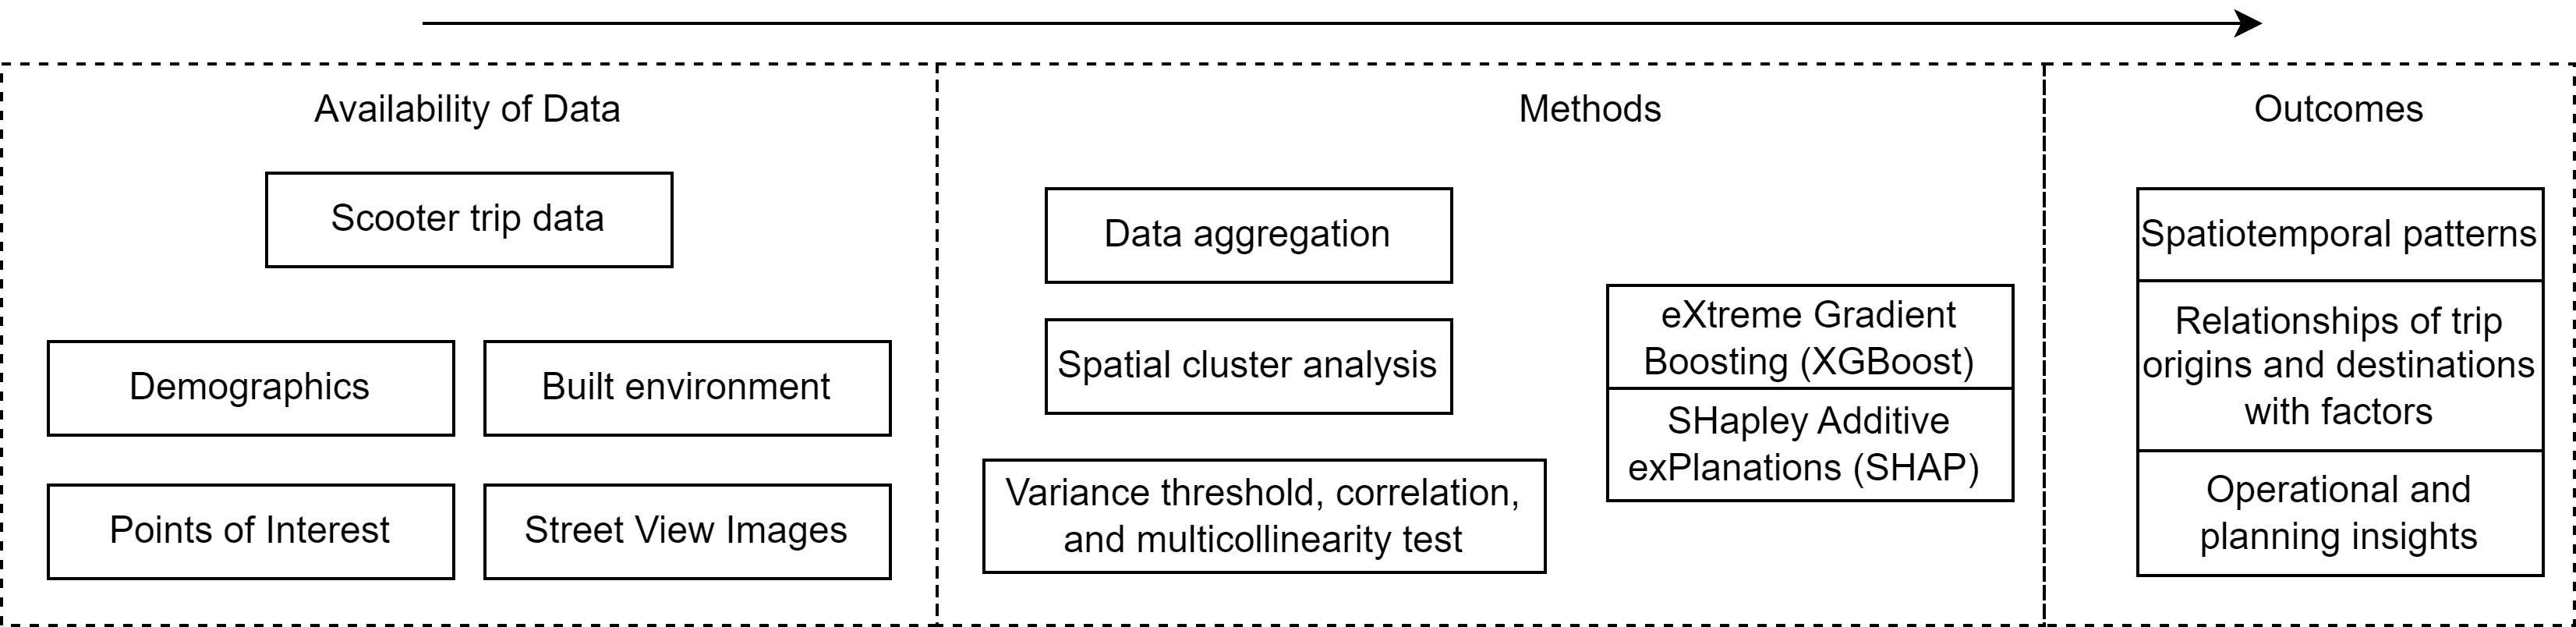 Availability of Data
Scooter trip data
Demographics
Built environment
Points of Interest
Street View Images
Methods
Data aggregation
Spatial cluster analysis
Variance threshold, correlation,
and multicollinearity test
eXtreme Gradient
Boosting (XGBoost)
SHapley Additive
exPlanations (SHAP)
Outcomes
Spatiotemporal patterns
Relationships of trip
origins and destinations
with factors
Operational and
planning insights